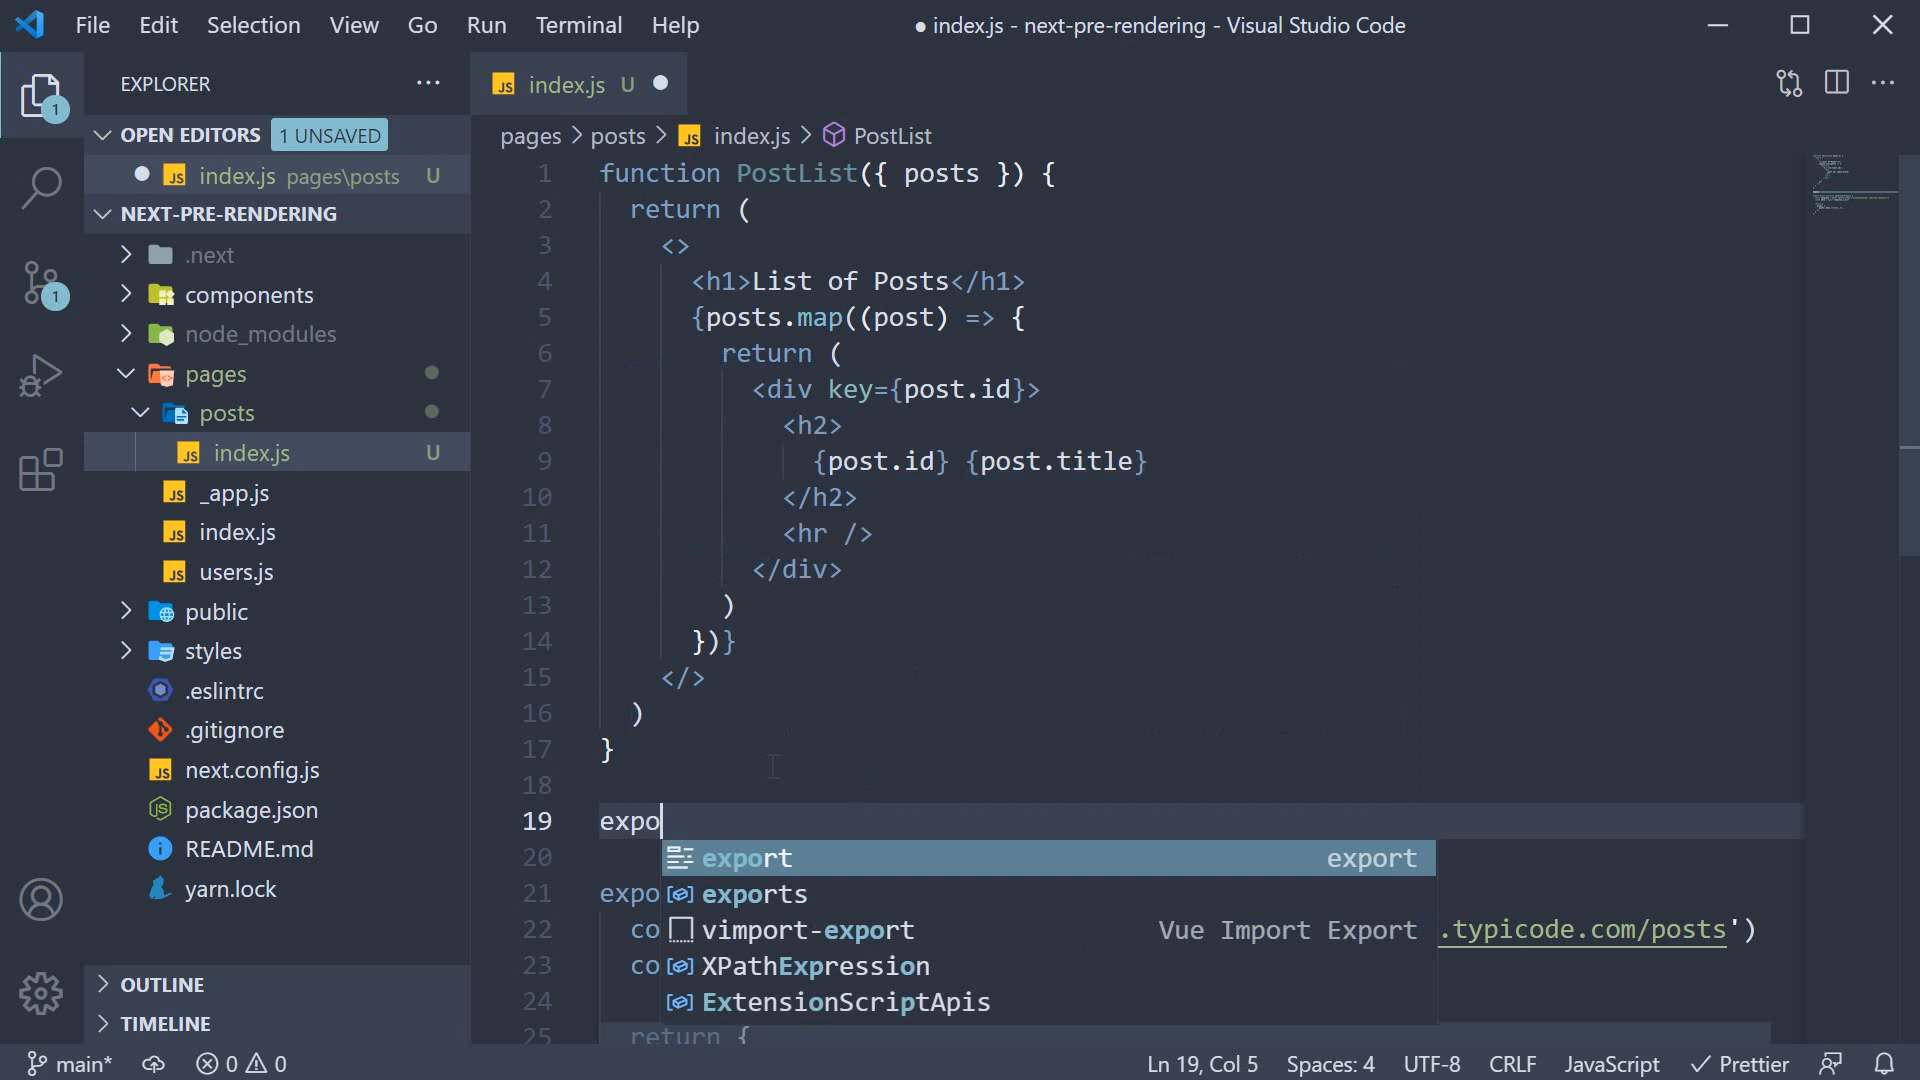 File Edit Selection View Go Run Terminal Help
● index.js - next-pre-rendering - Visual Studio Code
EXPLORER
OPEN EDITORS 1 UNSAVED
index.js pages\posts U
NEXT-PRE-RENDERING
.next
components
node_modules
pages
posts
index.js U
_app.js
index.js
users.js
public
styles
.eslintrc
.gitignore
next.config.js
package.json
README.md
yarn.lock
OUTLINE
TIMELINE
1
1
JS index.js U
pages > posts > JS index.js > PostList
1 function PostList({ posts }) {
2 return (
3 <>
4 <h1>List of Posts</h1>
5 {posts.map((post) => {
6 return (
7 <div key={post.id}>
8 <h2>
9 {post.id} {post.title}
10 </h2>
11 <hr />
12 </div>
13 )
14 })}
15 </>
16 )
17 }
18
19 expo
20
export export
21 expo
exports
22 co
vimport-export Vue Import Export
.typicode.com/posts')
23 co
XPathExpression
24
ExtensionScriptApis
25 return {
main* 0 0 Ln 19, Col 5 Spaces: 4 UTF-8 CRLF JavaScript Prettier